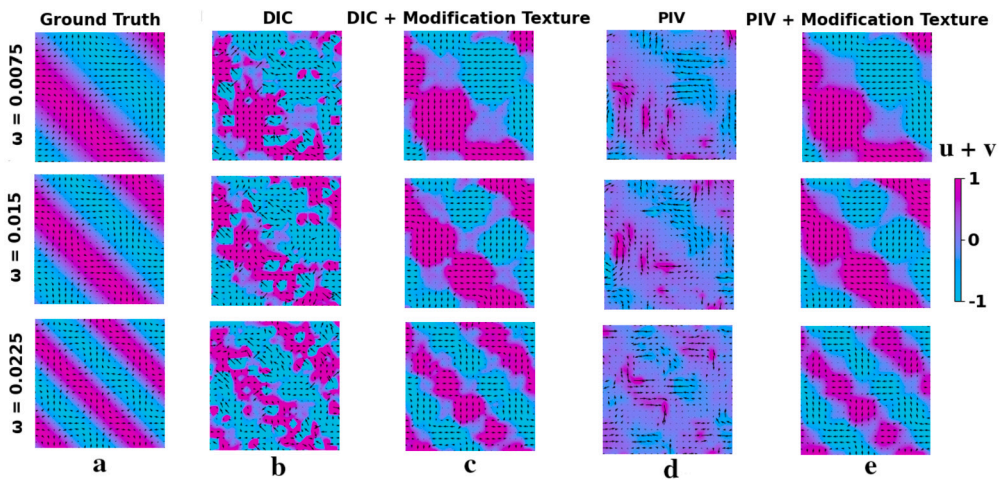 Ground Truth
DIC
DIC + Modification Texture
PIV
PIV + Modification Texture
ω = 0.0075
ω = 0.015
ω = 0.0225
u + v
1
0
-1
a
b
c
d
e